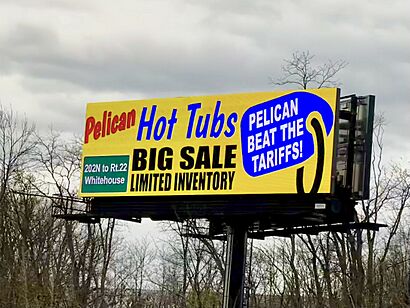 Pelican Hot Tubs
202N to Rt.22
Whitehouse
BIG SALE
LIMITED INVENTORY
PELICAN
BEAT THE
TARIFFS!